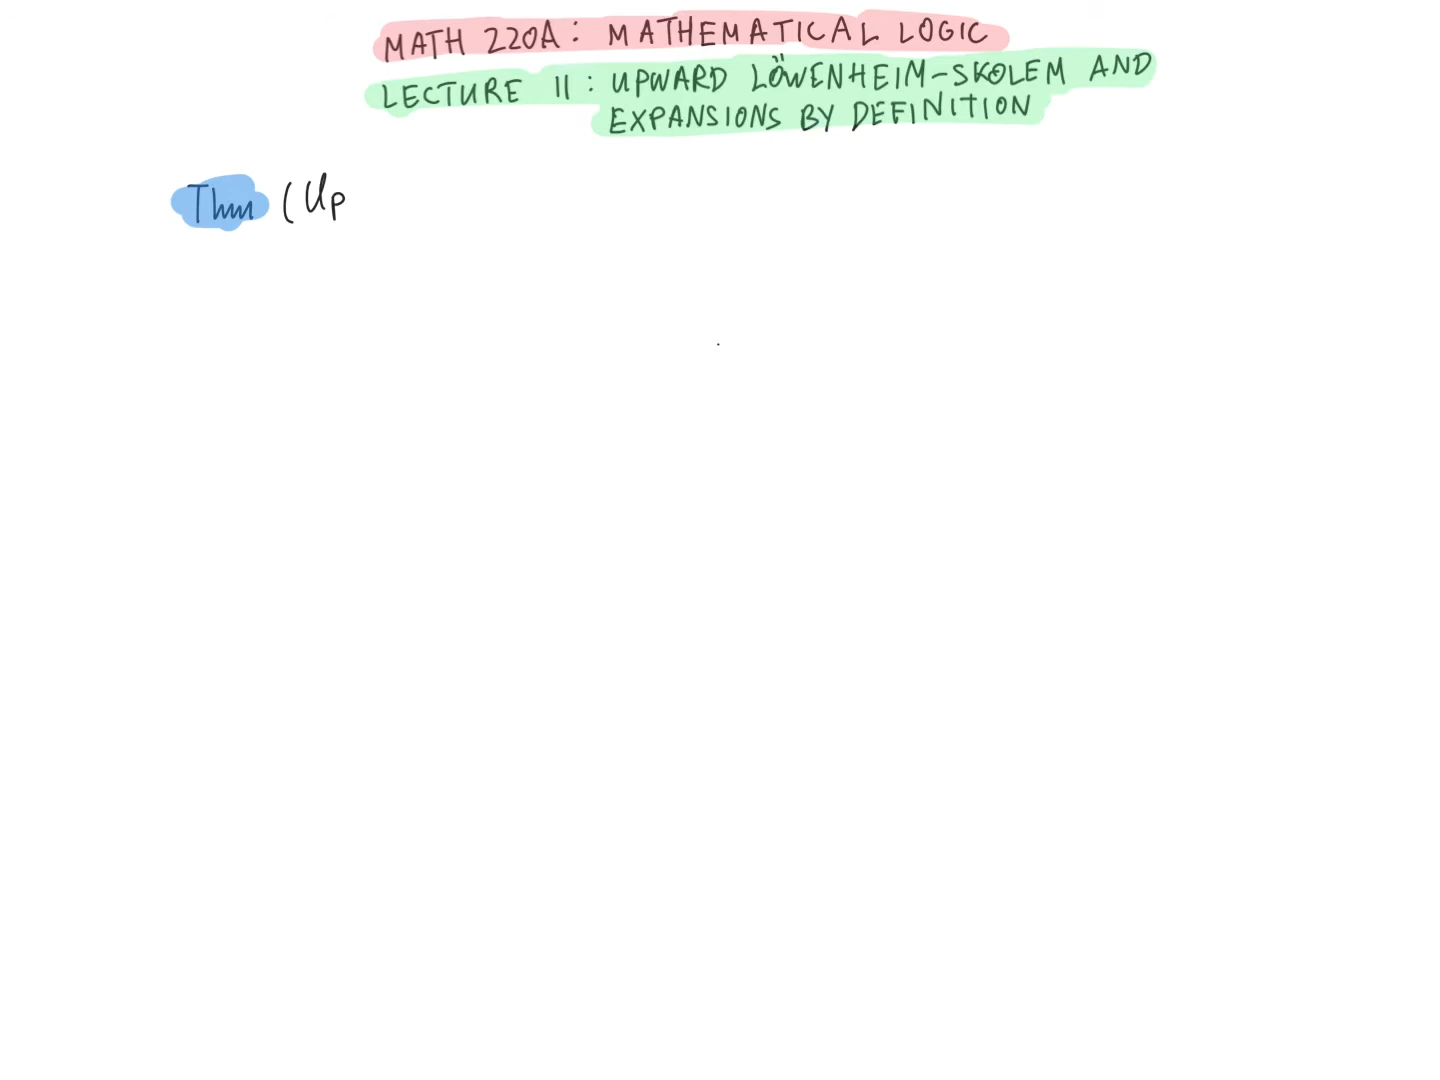 MATH 220A: MATHEMATICAL LOGIC
LECTURE 11: UPWARD LÖWENHEIM-SKOLEM AND
EXPANSIONS BY DEFINITION
Thm (Up